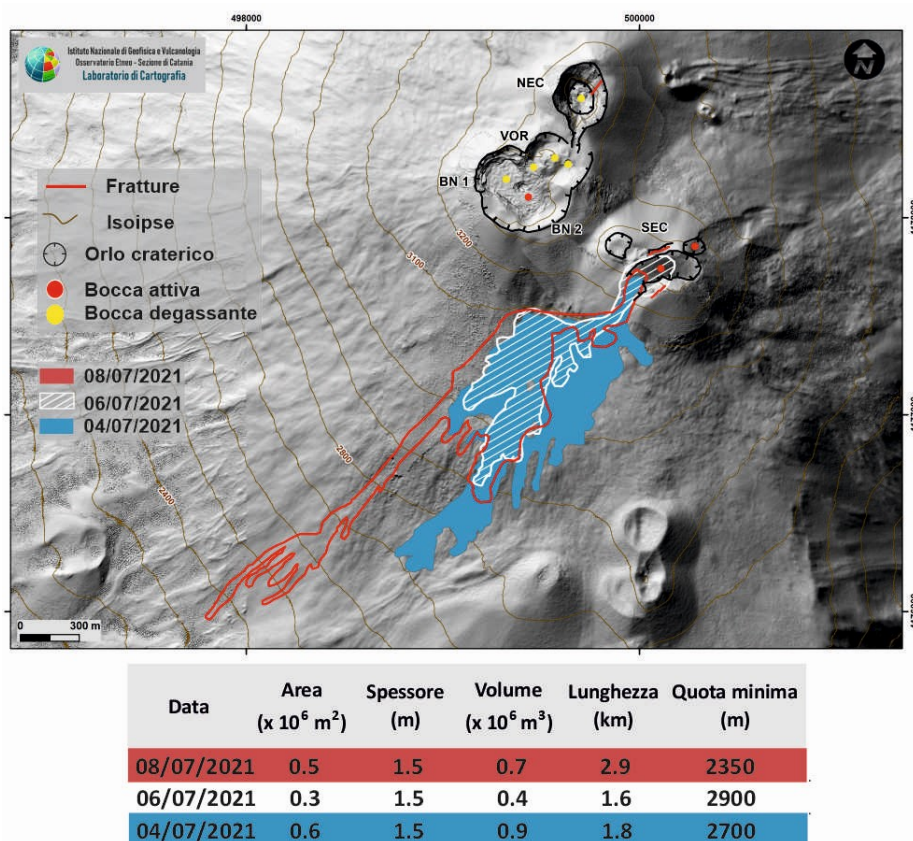 498000
500000
Istituto Nazionale di Geofisica e Vulcanologia
Osservatorio Etneo - Sezione di Catania
Laboratorio di Cartografia
N
NEC
VOR
BN 1
BN 2
SEC
Fratture
Isoipse
Orlo craterico
Bocca attiva
Bocca degassante
08/07/2021
06/07/2021
04/07/2021
3200
3100
2800
2400
4178000
4177000
4176000
0 300 m
Data Area (x 10⁶ m²) Spessore (m) Volume (x 10⁶ m³) Lunghezza (km) Quota minima (m)
08/07/2021 0.5 1.5 0.7 2.9 2350
06/07/2021 0.3 1.5 0.4 1.6 2900
04/07/2021 0.6 1.5 0.9 1.8 2700